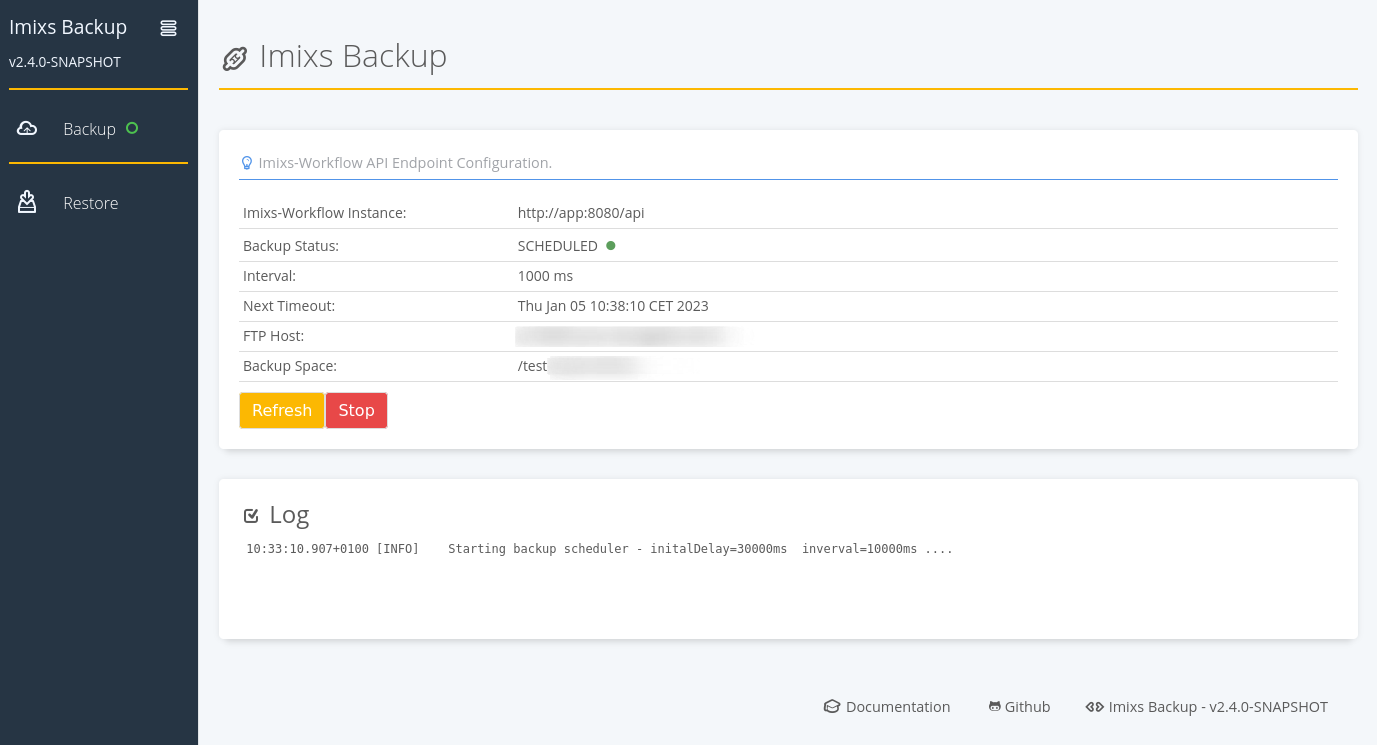 Imixs Backup
v2.4.0-SNAPSHOT
Backup
Restore
Imixs Backup
Imixs-Workflow API Endpoint Configuration.
Imixs-Workflow Instance: http://app:8080/api
Backup Status: SCHEDULED
Interval: 1000 ms
Next Timeout: Thu Jan 05 10:38:10 CET 2023
FTP Host:
Backup Space: /test
Refresh Stop
Log
10:33:10.907+0100 [INFO] Starting backup scheduler - initalDelay=30000ms inverval=10000ms ....
Documentation Github Imixs Backup - v2.4.0-SNAPSHOT